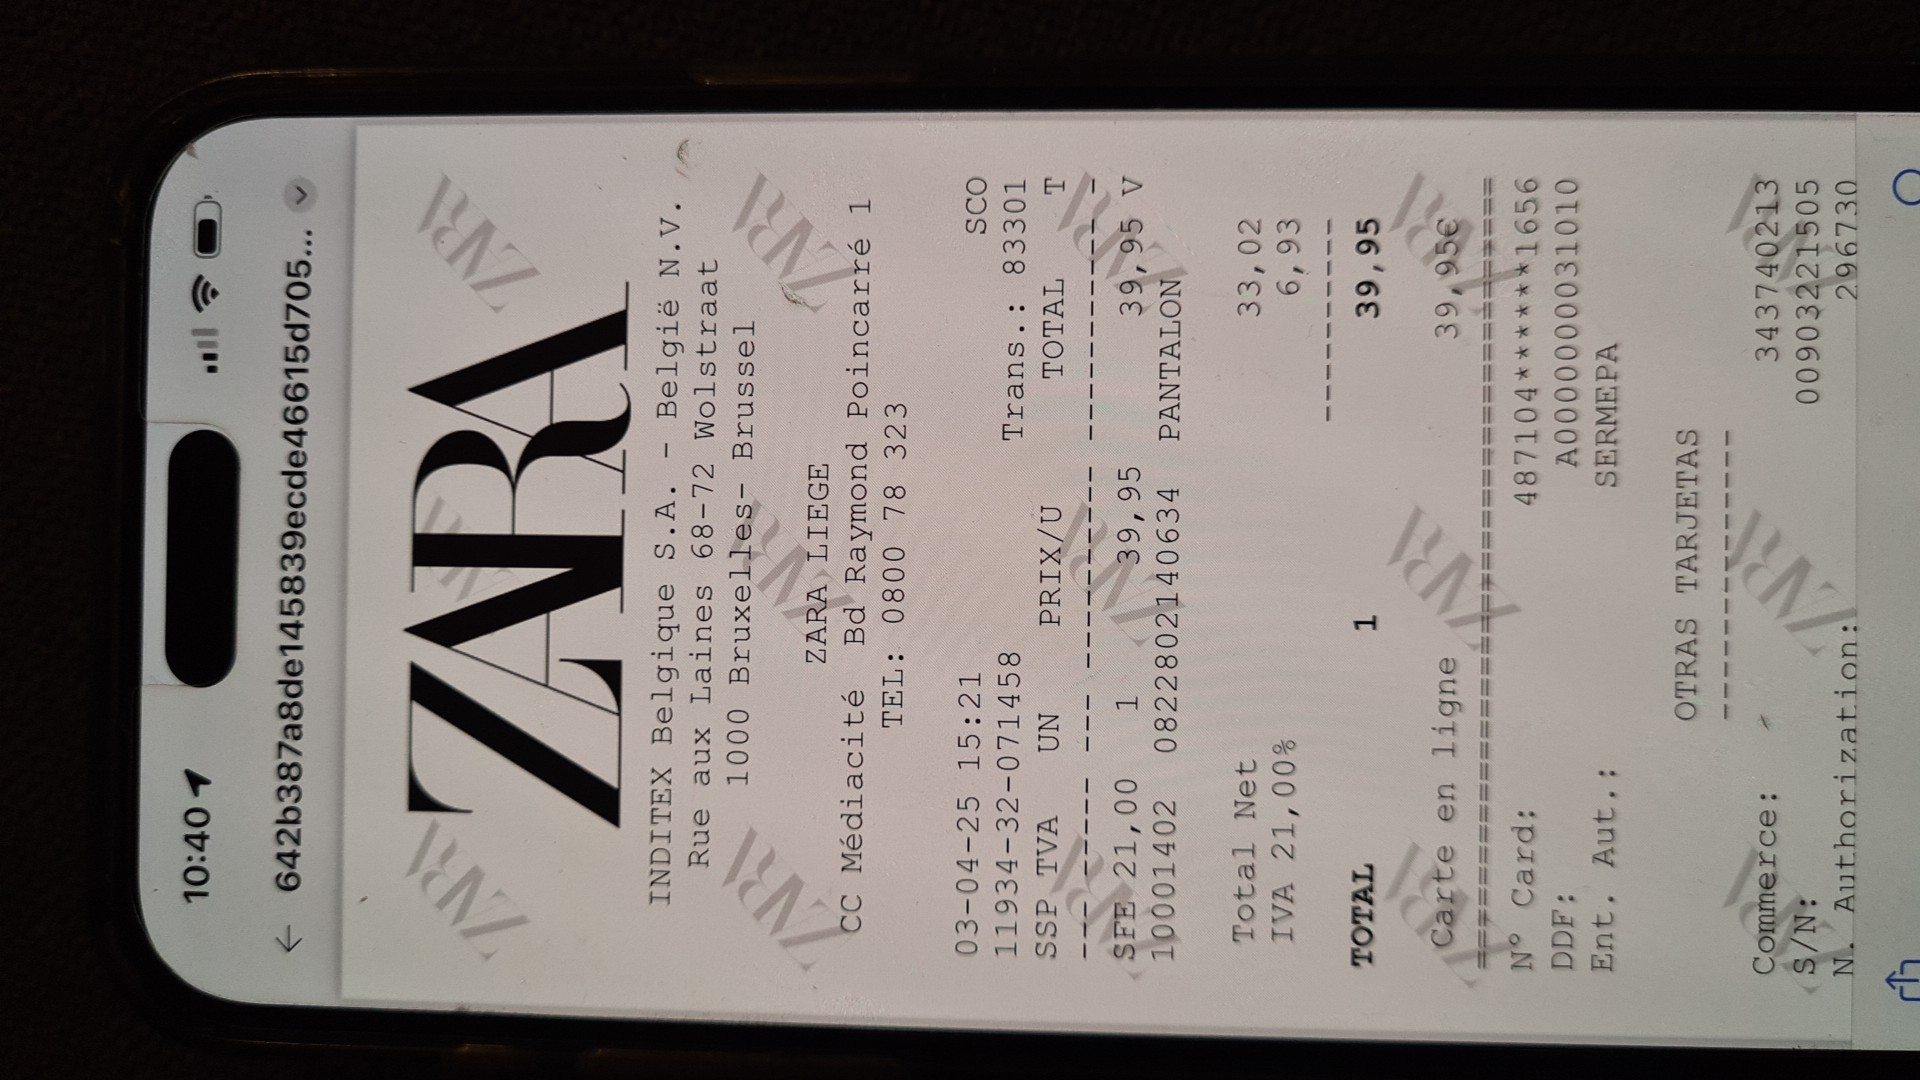 10:40
642b387a8de145839ecde46615d705...
ZARA
INDITEX Belgique S.A. - België N.V.
Rue aux Laines 68-72 Wolstraat
1000 Bruxelles- Brussel
ZARA LIEGE
CC Médiacité Bd Raymond Poincarré 1
TEL: 0800 78 323
03-04-25 15:21 SCO
11934-32-071458 Trans.: 83301
SSP TVA UN PRIX/U TOTAL T
SFE 21,00 1 39,95 39,95 V
10001402 0822802140634 PANTALON
Total Net 33,02
IVA 21,00% 6,93
TOTAL 1 39,95
Carte en ligne 39,95€
N° Card: 487104******1656
DDF: A0000000031010
Ent. Aut.: SERMEPA
OTRAS TARJETAS
Commerce: 343740213
S/N: 00903221505
N. Authorization: 296730